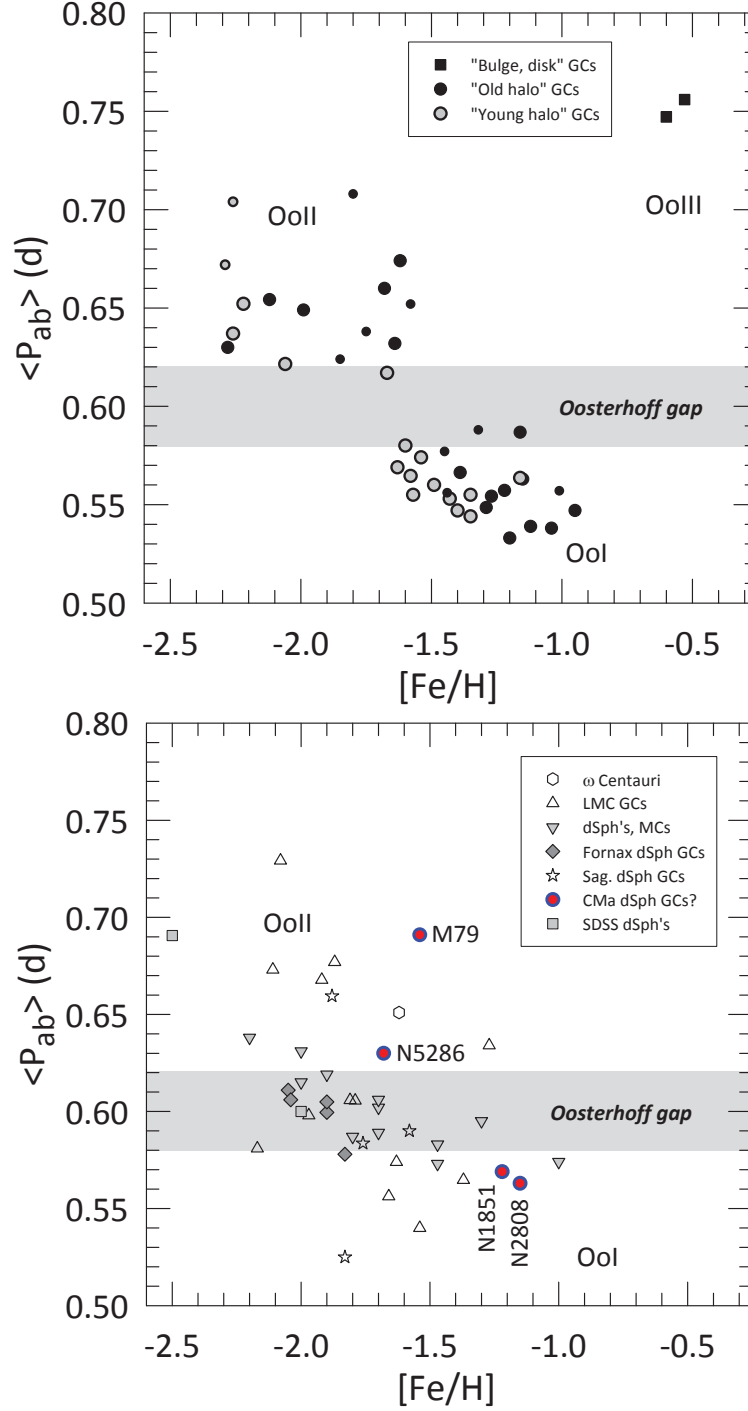 0.80
0.75
0.70
0.65
0.60
0.55
0.50
<P_ab> (d)
"Bulge, disk" GCs
"Old halo" GCs
"Young halo" GCs
OoII
OoIII
Oosterhoff gap
OoI
-2.5 -2.0 -1.5 -1.0 -0.5
[Fe/H]
0.80
0.75
0.70
0.65
0.60
0.55
0.50
<P_ab> (d)
ω Centauri
LMC GCs
dSph's, MCs
Fornax dSph GCs
Sag. dSph GCs
CMa dSph GCs?
SDSS dSph's
OoII
M79
N5286
Oosterhoff gap
N1851
N2808
OoI
-2.5 -2.0 -1.5 -1.0 -0.5
[Fe/H]